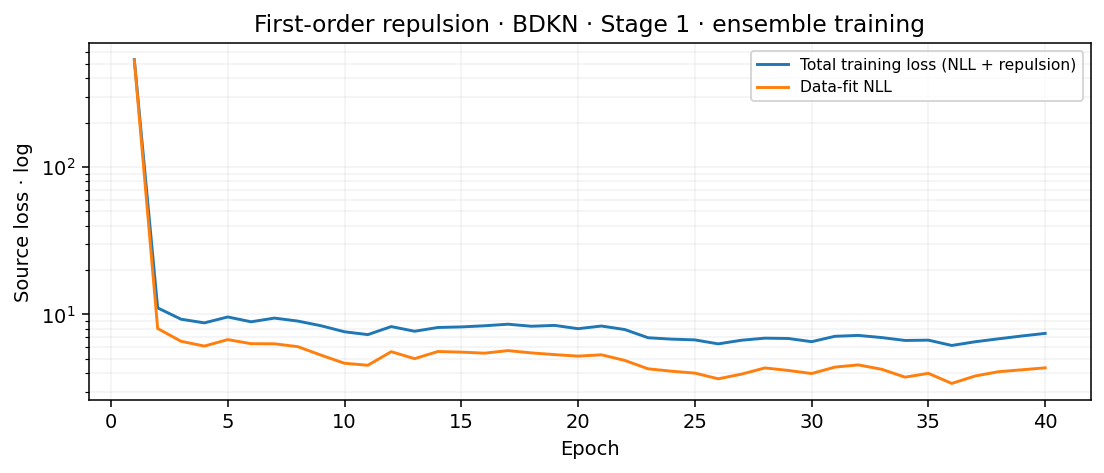 First-order repulsion · BDKN · Stage 1 · ensemble training
Total training loss (NLL + repulsion)
Data-fit NLL
Source loss · log
10²
10¹
0 5 10 15 20 25 30 35 40
Epoch